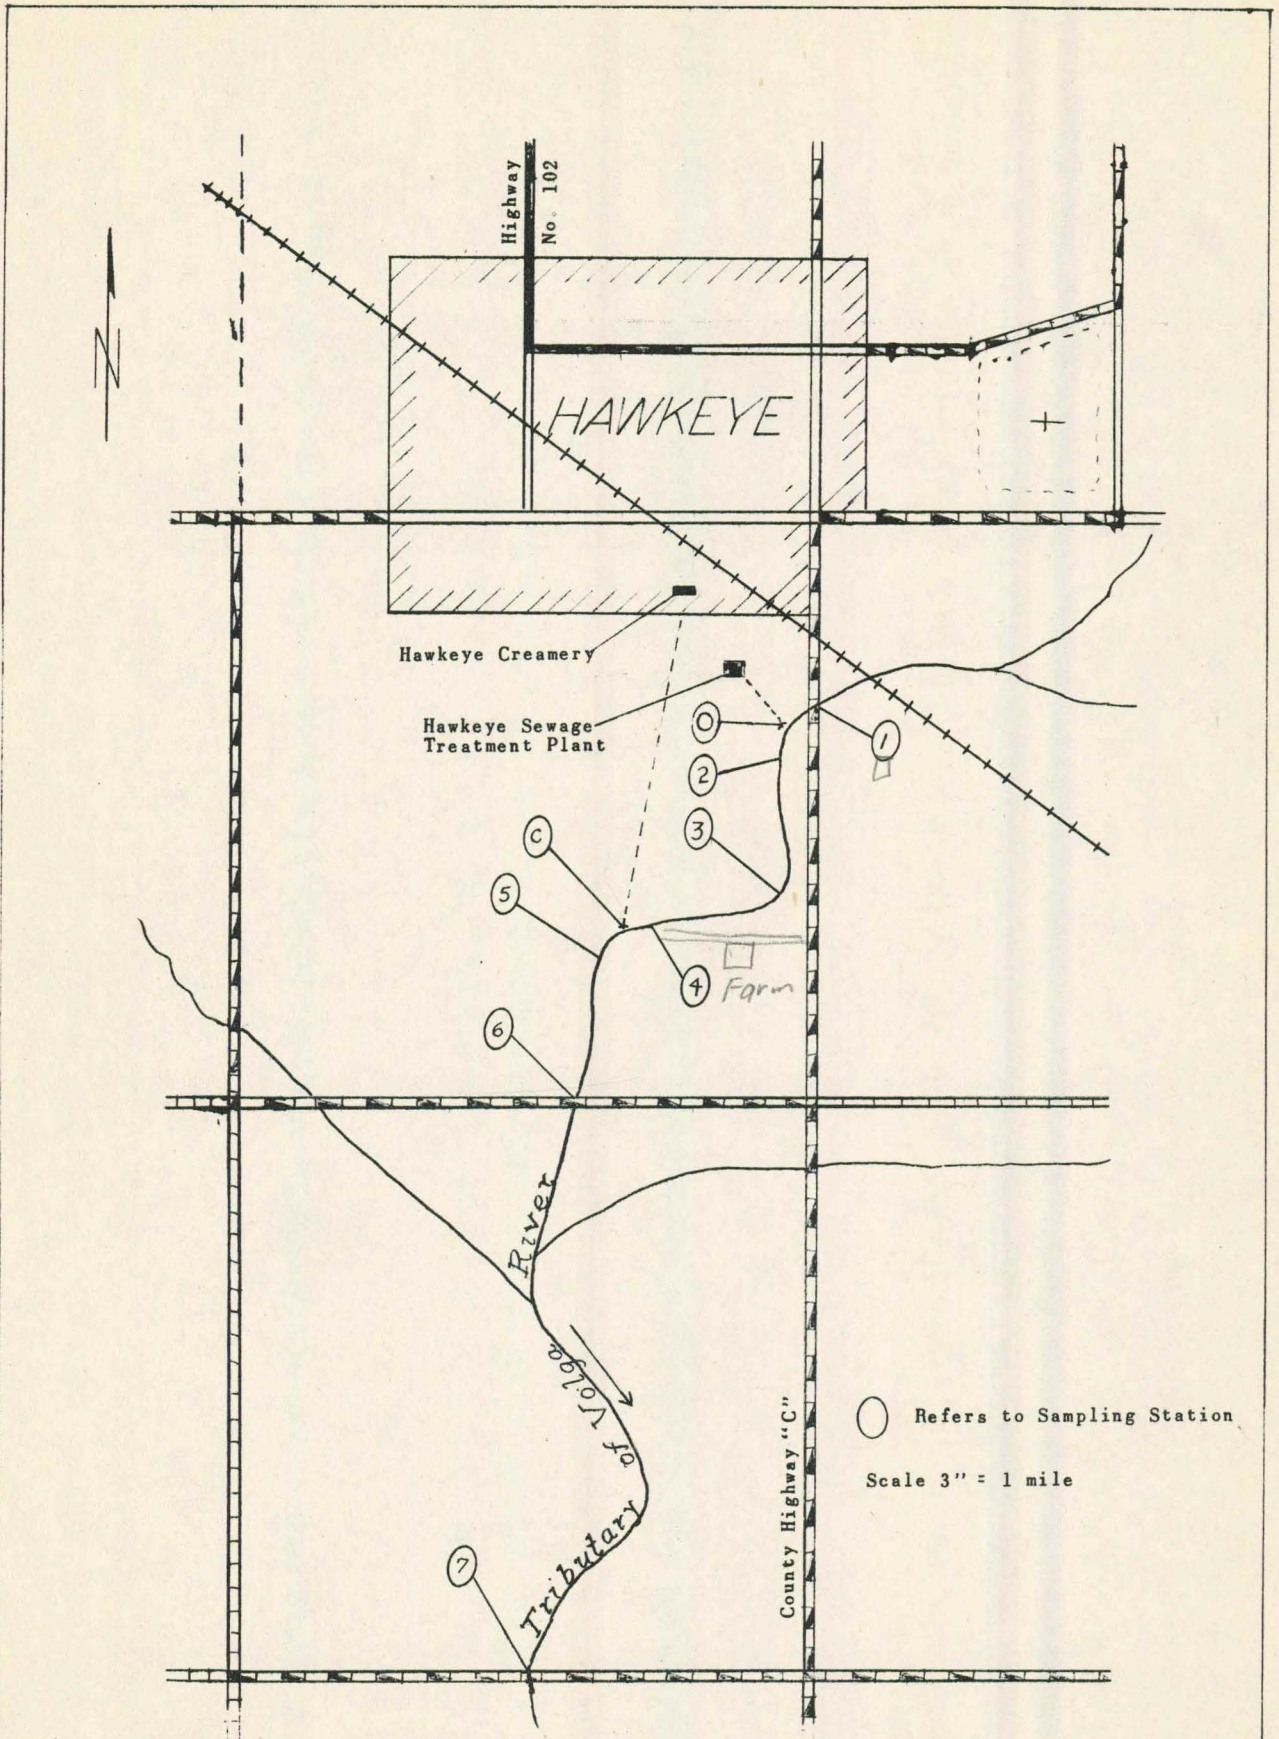 Highway
No. 102
N
HAWKEYE
Hawkeye Creamery
Hawkeye Sewage
Treatment Plant
O
1
2
3
C
5
4
Farm
6
River
of Volga
Tributary
7
County Highway "C"
Refers to Sampling Station
Scale 3" = 1 mile